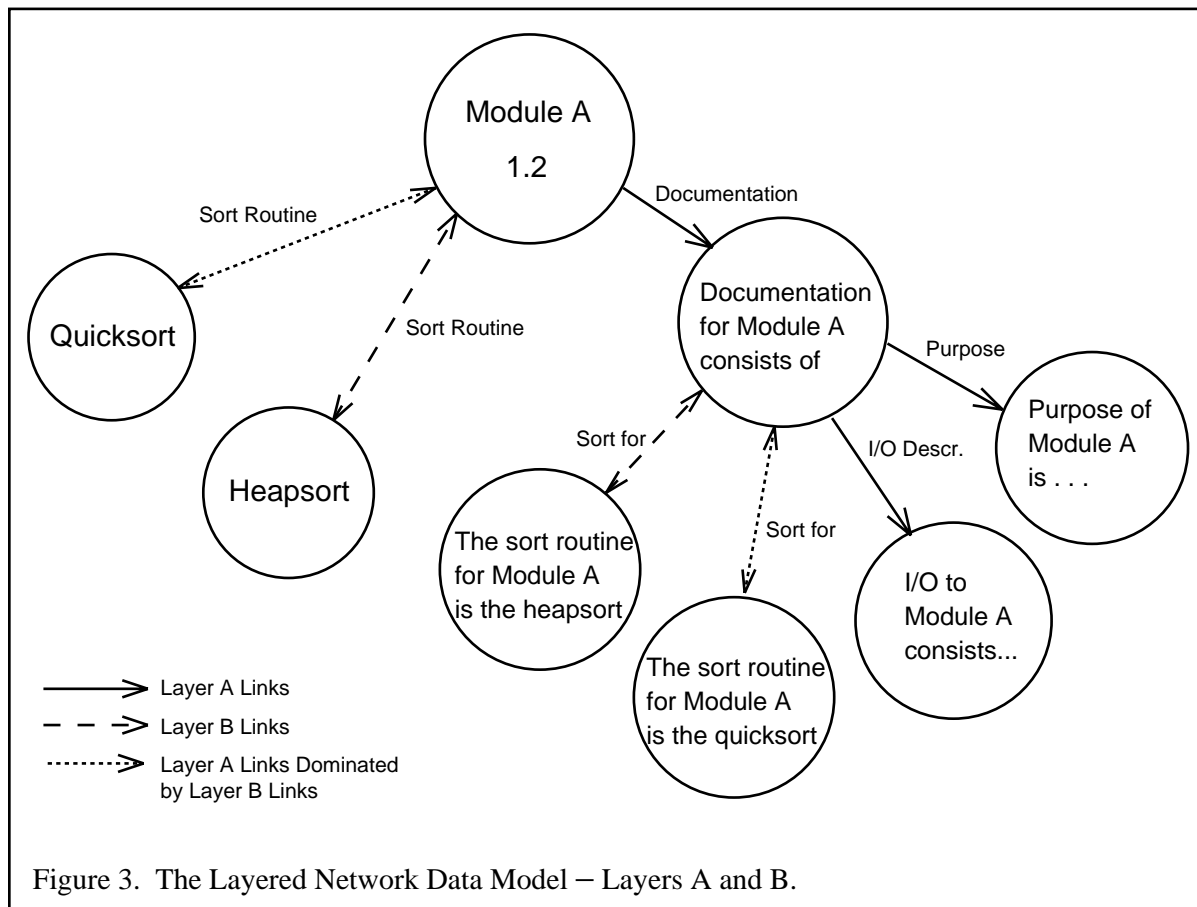 Module A
1.2
Documentation
Sort Routine
Quicksort
Sort Routine
Heapsort
Documentation
for Module A
consists of
Purpose
Purpose of
Module A
is . . .
Sort for
I/O Descr.
Sort for
The sort routine
for Module A
is the heapsort
I/O to
Module A
consists...
The sort routine
for Module A
is the quicksort
Layer A Links
Layer B Links
Layer A Links Dominated
by Layer B Links
Figure 3. The Layered Network Data Model – Layers A and B.